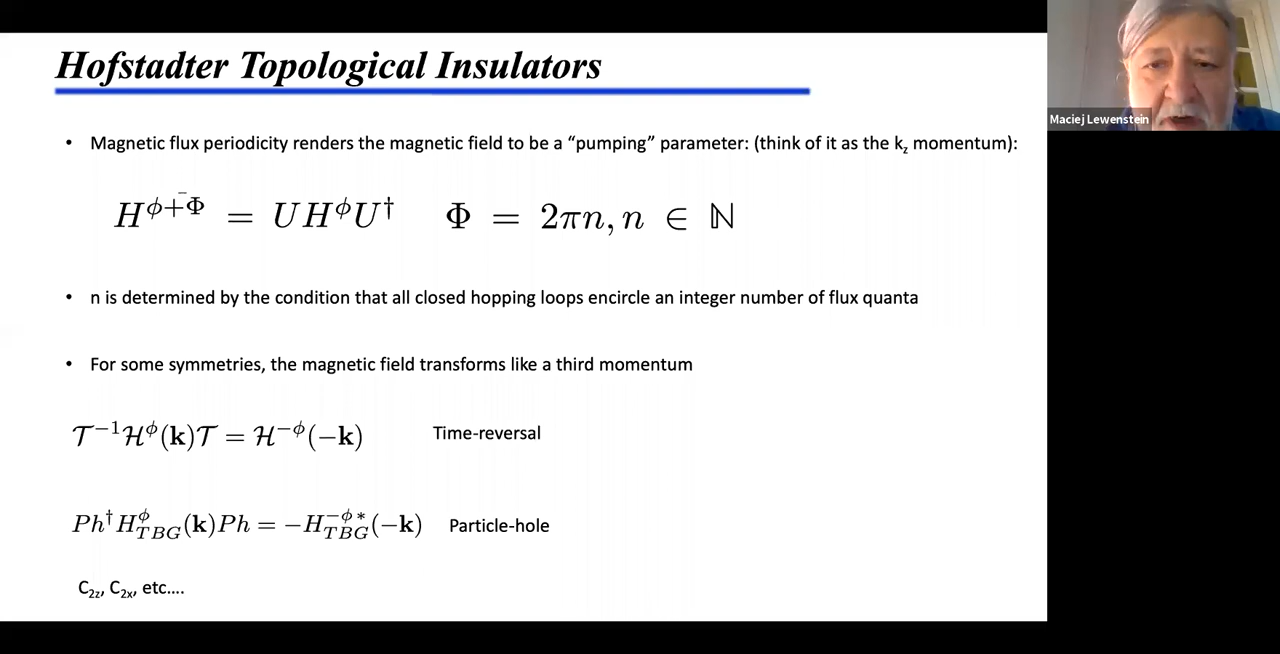 Hofstadter Topological Insulators
Maciej Lewenstein
• Magnetic flux periodicity renders the magnetic field to be a “pumping” parameter: (think of it as the k_z momentum):
H^{ϕ+Φ} = UH^ϕU^† Φ = 2πn, n ∈ ℕ
• n is determined by the condition that all closed hopping loops encircle an integer number of flux quanta
• For some symmetries, the magnetic field transforms like a third momentum
𝒯^{−1}ℋ^ϕ(𝐤)𝒯 = ℋ^{−ϕ}(−𝐤) Time-reversal
Ph^†H^ϕ_{TBG}(𝐤)Ph = −H^{−ϕ*}_{TBG}(−𝐤) Particle-hole
C_{2z}, C_{2x}, etc....